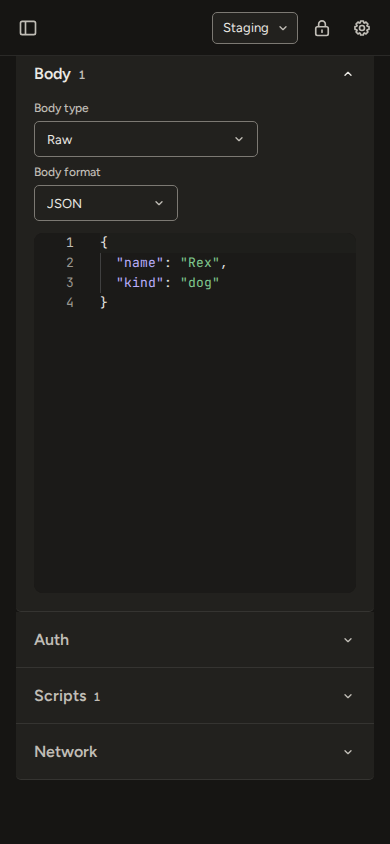 Staging
Body 1
Body type
Raw
Body format
JSON
1 {
2 "name": "Rex",
3 "kind": "dog"
4 }
Auth
Scripts 1
Network